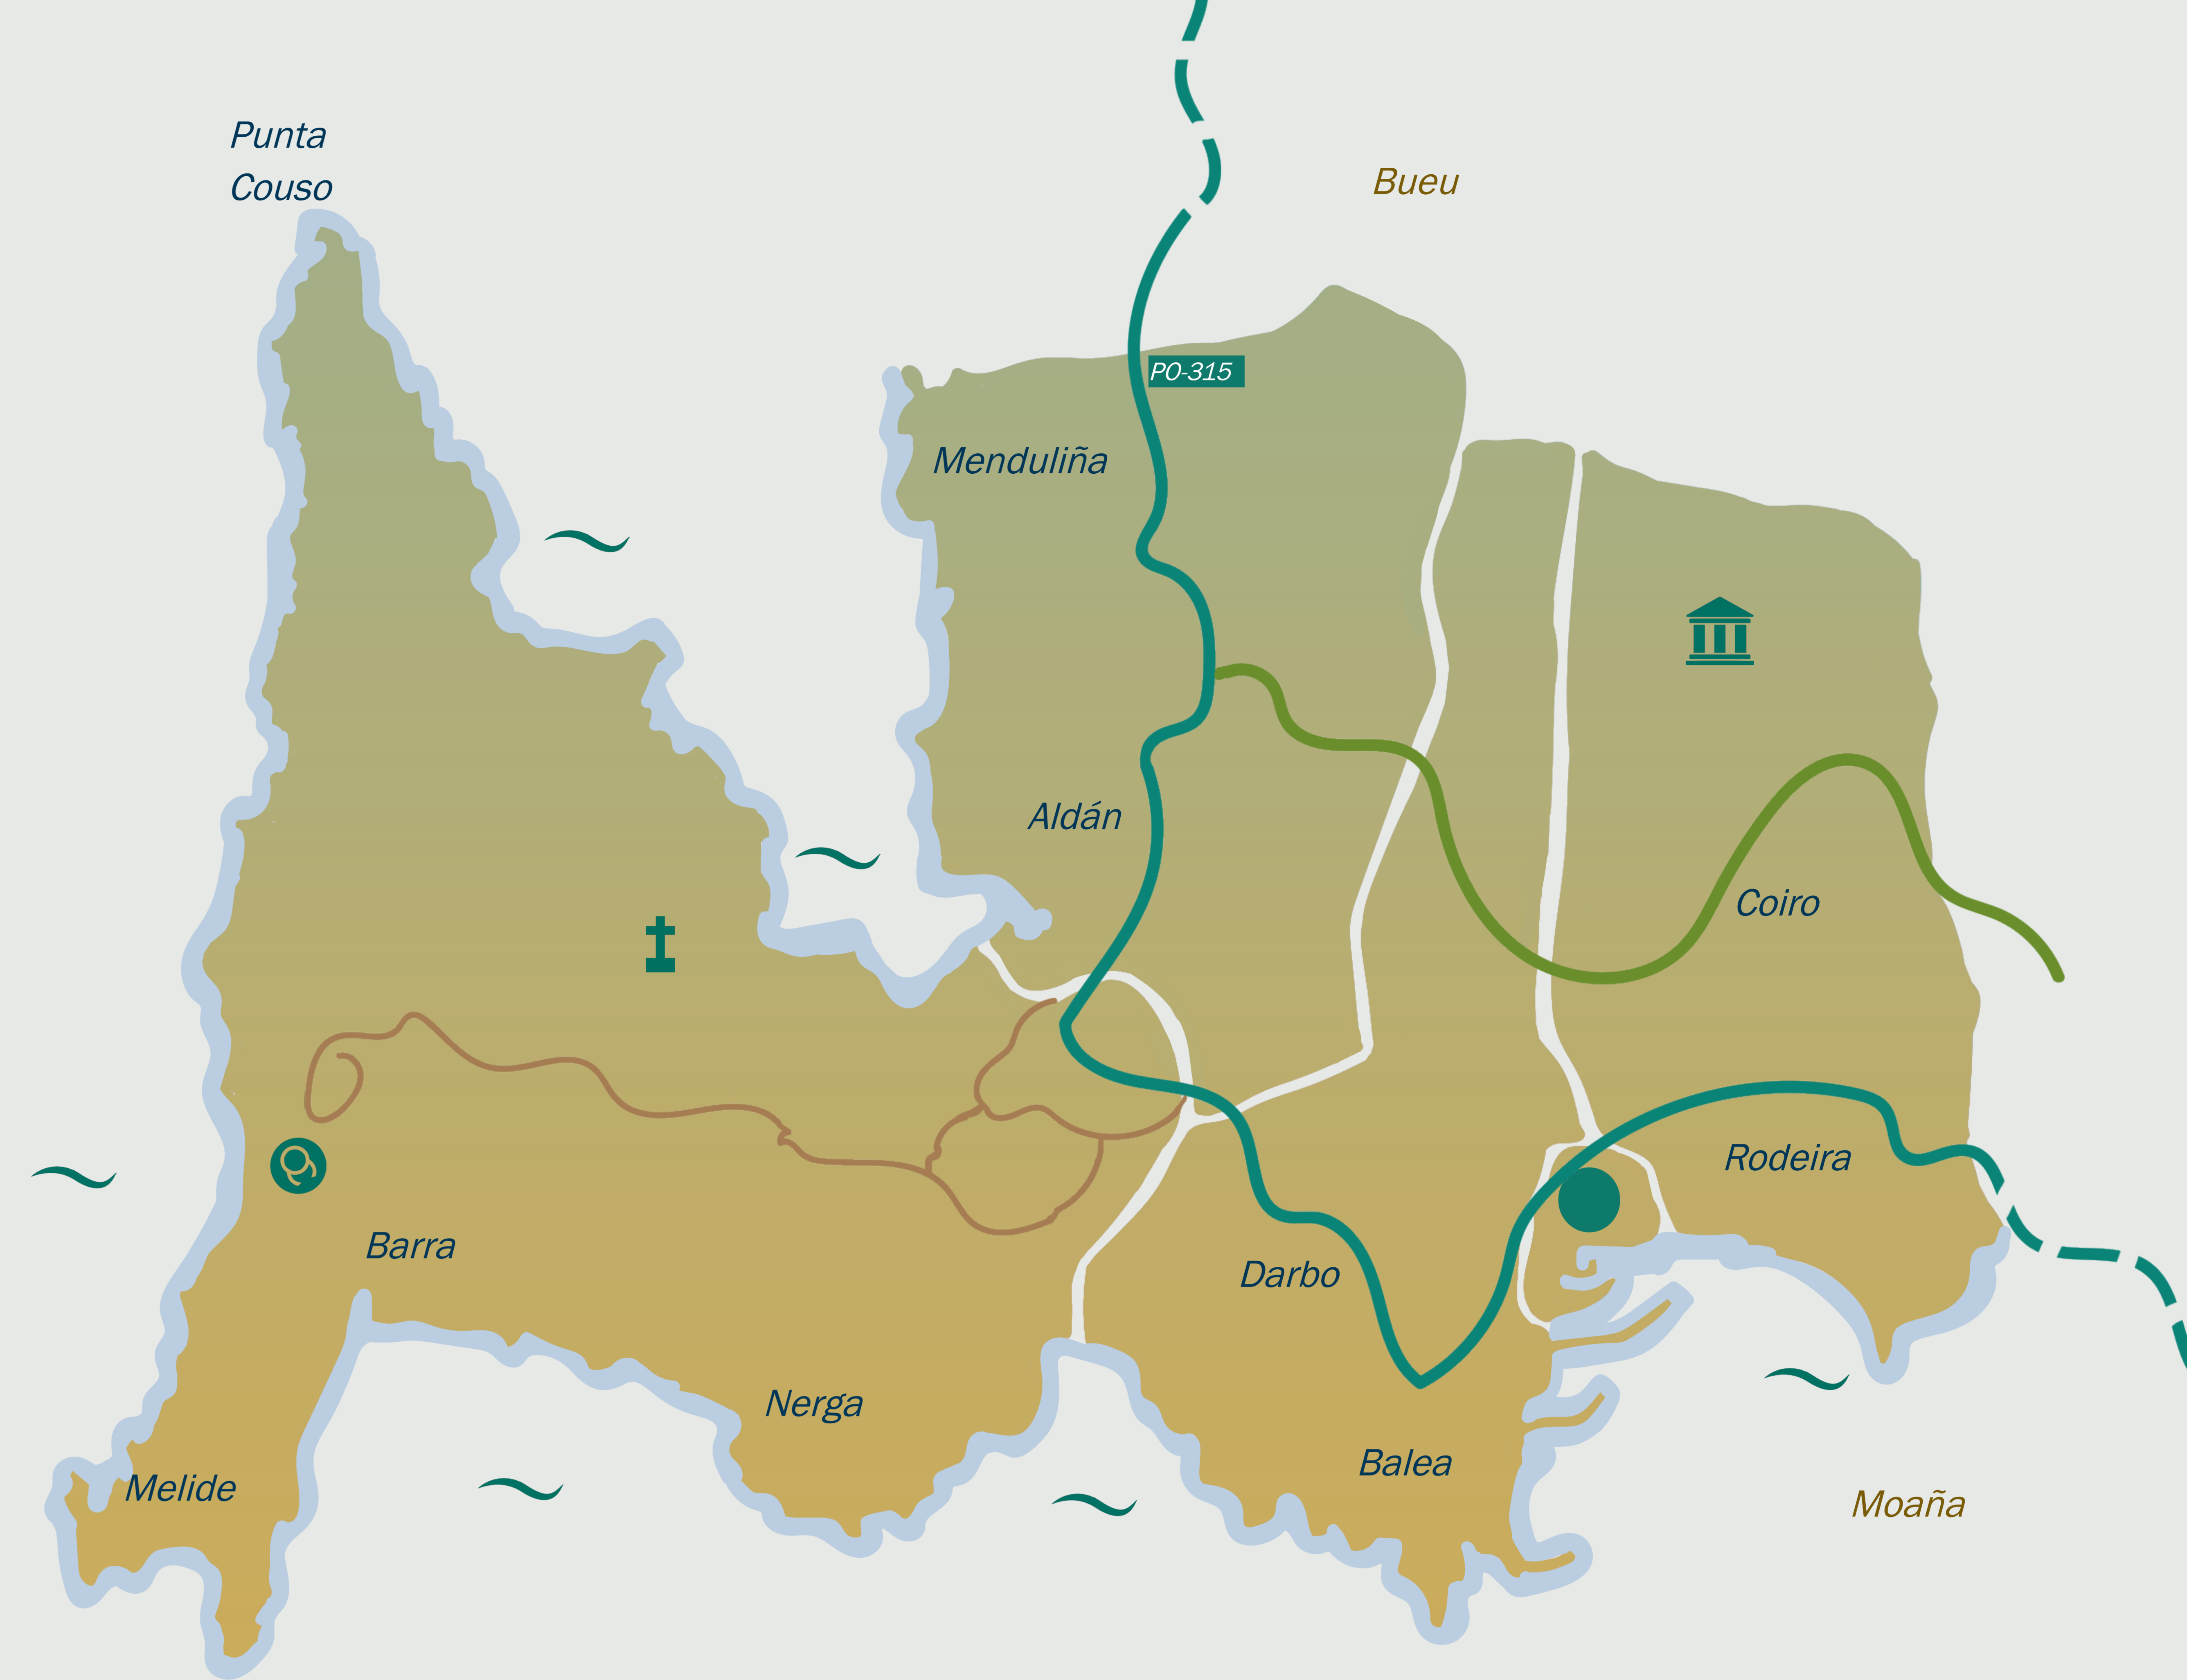 Punta
Couso
Bueu
PO-315
Menduliña
Aldán
Coiro
Rodeira
Barra
Darbo
Nerga
Balea
Melide
Moaña